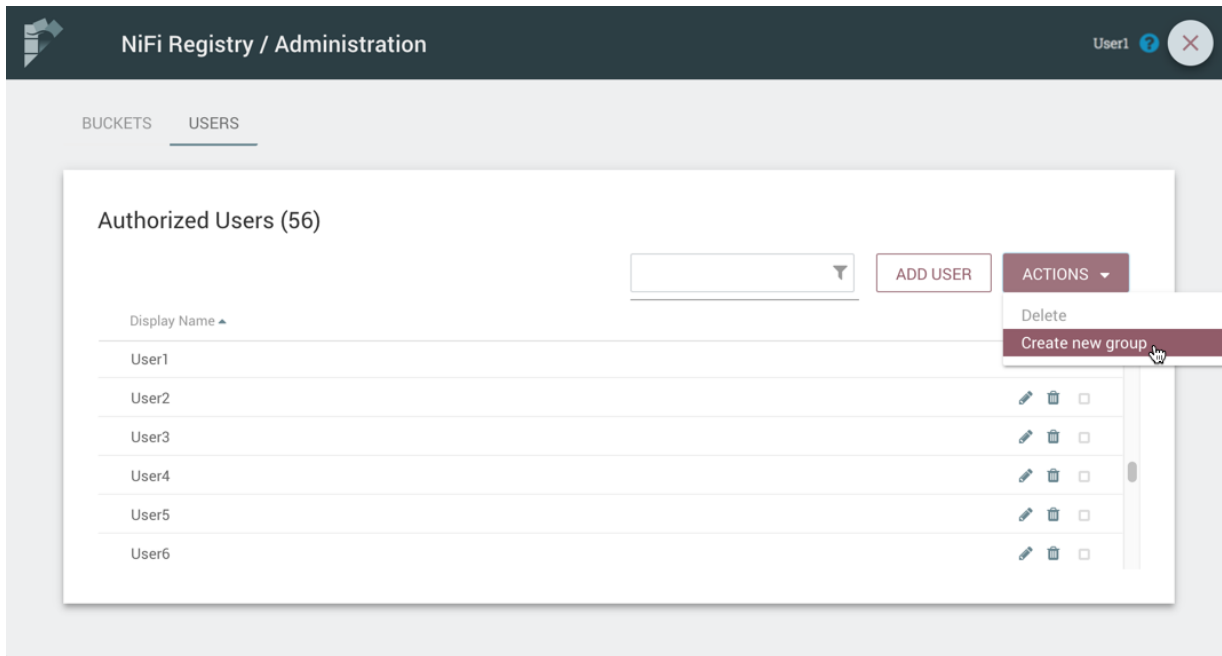 NiFi Registry / Administration
User1 ?
BUCKETS USERS
Authorized Users (56)
ADD USER ACTIONS
Delete
Create new group
Display Name
User1
User2
User3
User4
User5
User6